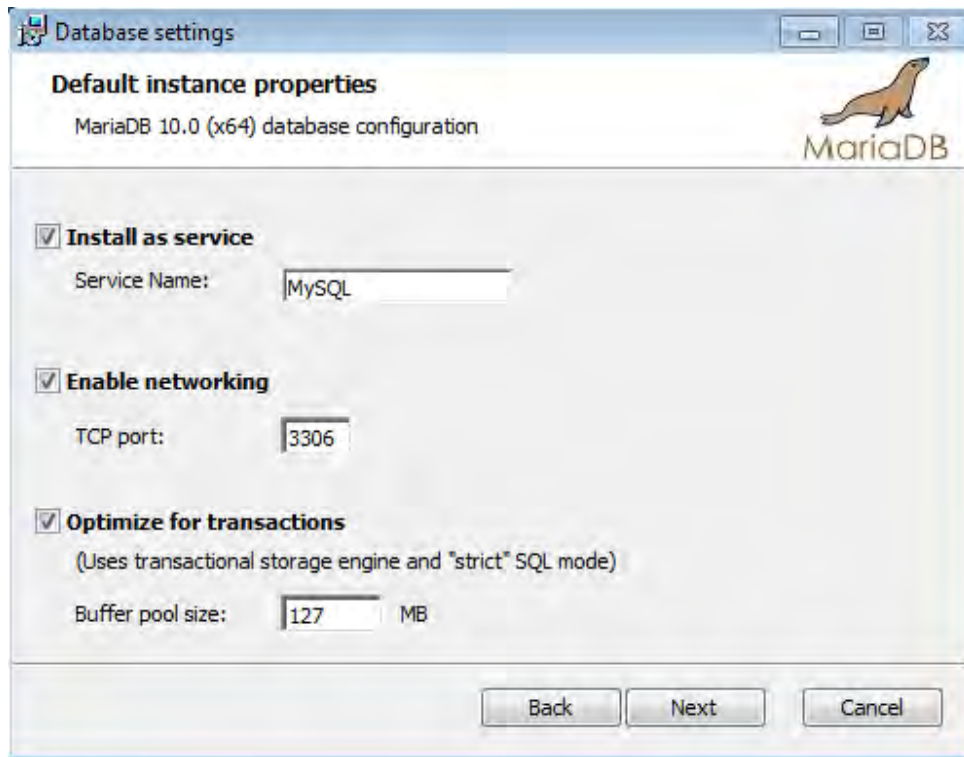 Database settings
Default instance properties
MariaDB 10.0 (x64) database configuration
MariaDB
Install as service
Service Name: MySQL
Enable networking
TCP port: 3306
Optimize for transactions
(Uses transactional storage engine and "strict" SQL mode)
Buffer pool size: 127 MB
Back Next Cancel